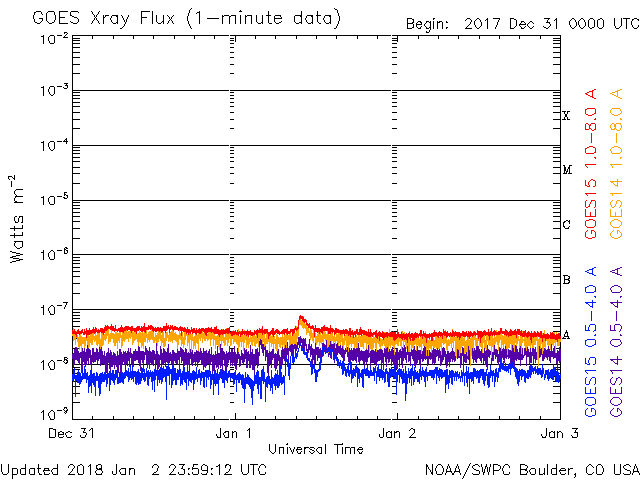 GOES Xray Flux (1-minute data)
Begin: 2017 Dec 31 0000 UTC
10⁻²
10⁻³
10⁻⁴
10⁻⁵
10⁻⁶
10⁻⁷
10⁻⁸
10⁻⁹
Watts m⁻²
X
M
C
B
A
GOES15 1.0-8.0 A
GOES14 1.0-8.0 A
GOES15 0.5-4.0 A
GOES14 0.5-4.0 A
Dec 31
Jan 1
Jan 2
Jan 3
Universal Time
Updated 2018 Jan 2 23:59:12 UTC
NOAA/SWPC Boulder, CO USA